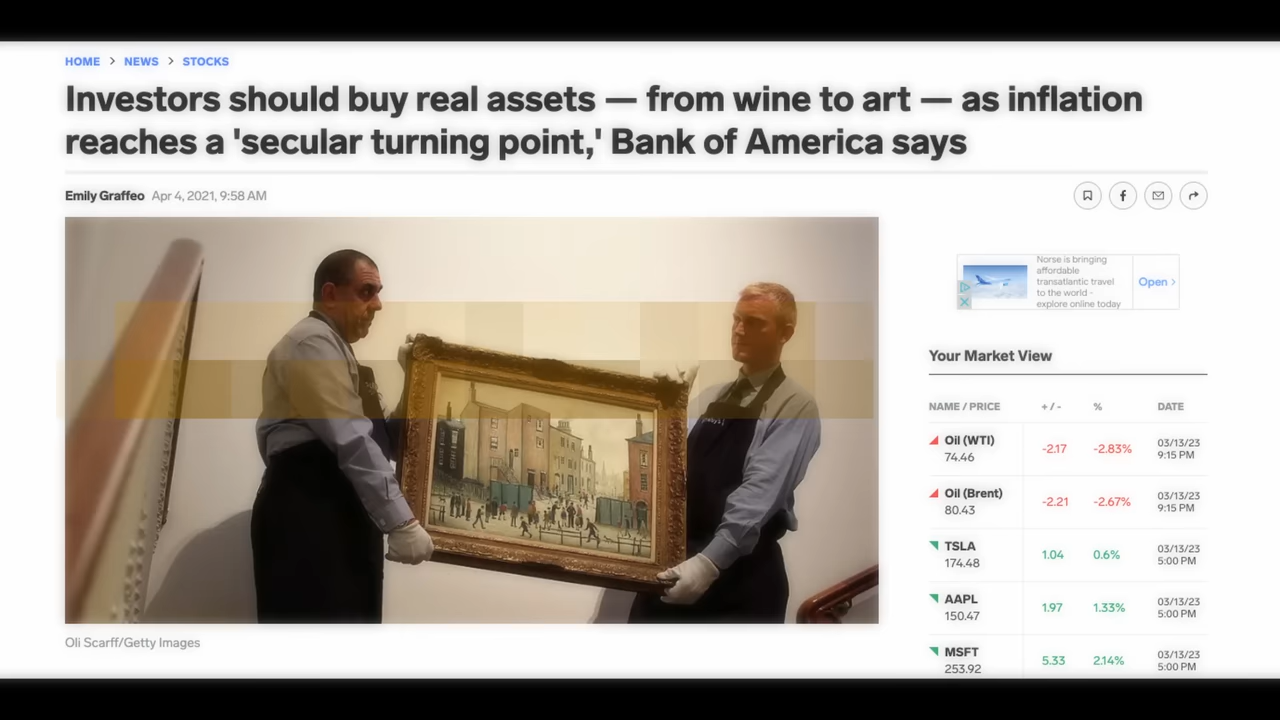 HOME > NEWS > STOCKS
Investors should buy real assets — from wine to art — as inflation
reaches a 'secular turning point,' Bank of America says
Emily Graffeo Apr 4, 2021, 9:58 AM
Norse is bringing
affordable
transatlantic travel
to the world -
explore online today
Open >
Your Market View
NAME / PRICE + / - % DATE
Oil (WTI)
74.46
-2.17 -2.83%
03/13/23
9:15 PM
Oil (Brent)
80.43
-2.21 -2.67%
03/13/23
9:15 PM
TSLA
174.48
1.04 0.6%
03/13/23
5:00 PM
AAPL
150.47
1.97 1.33%
03/13/23
5:00 PM
MSFT
253.92
5.33 2.14%
03/13/23
5:00 PM
Oli Scarff/Getty Images